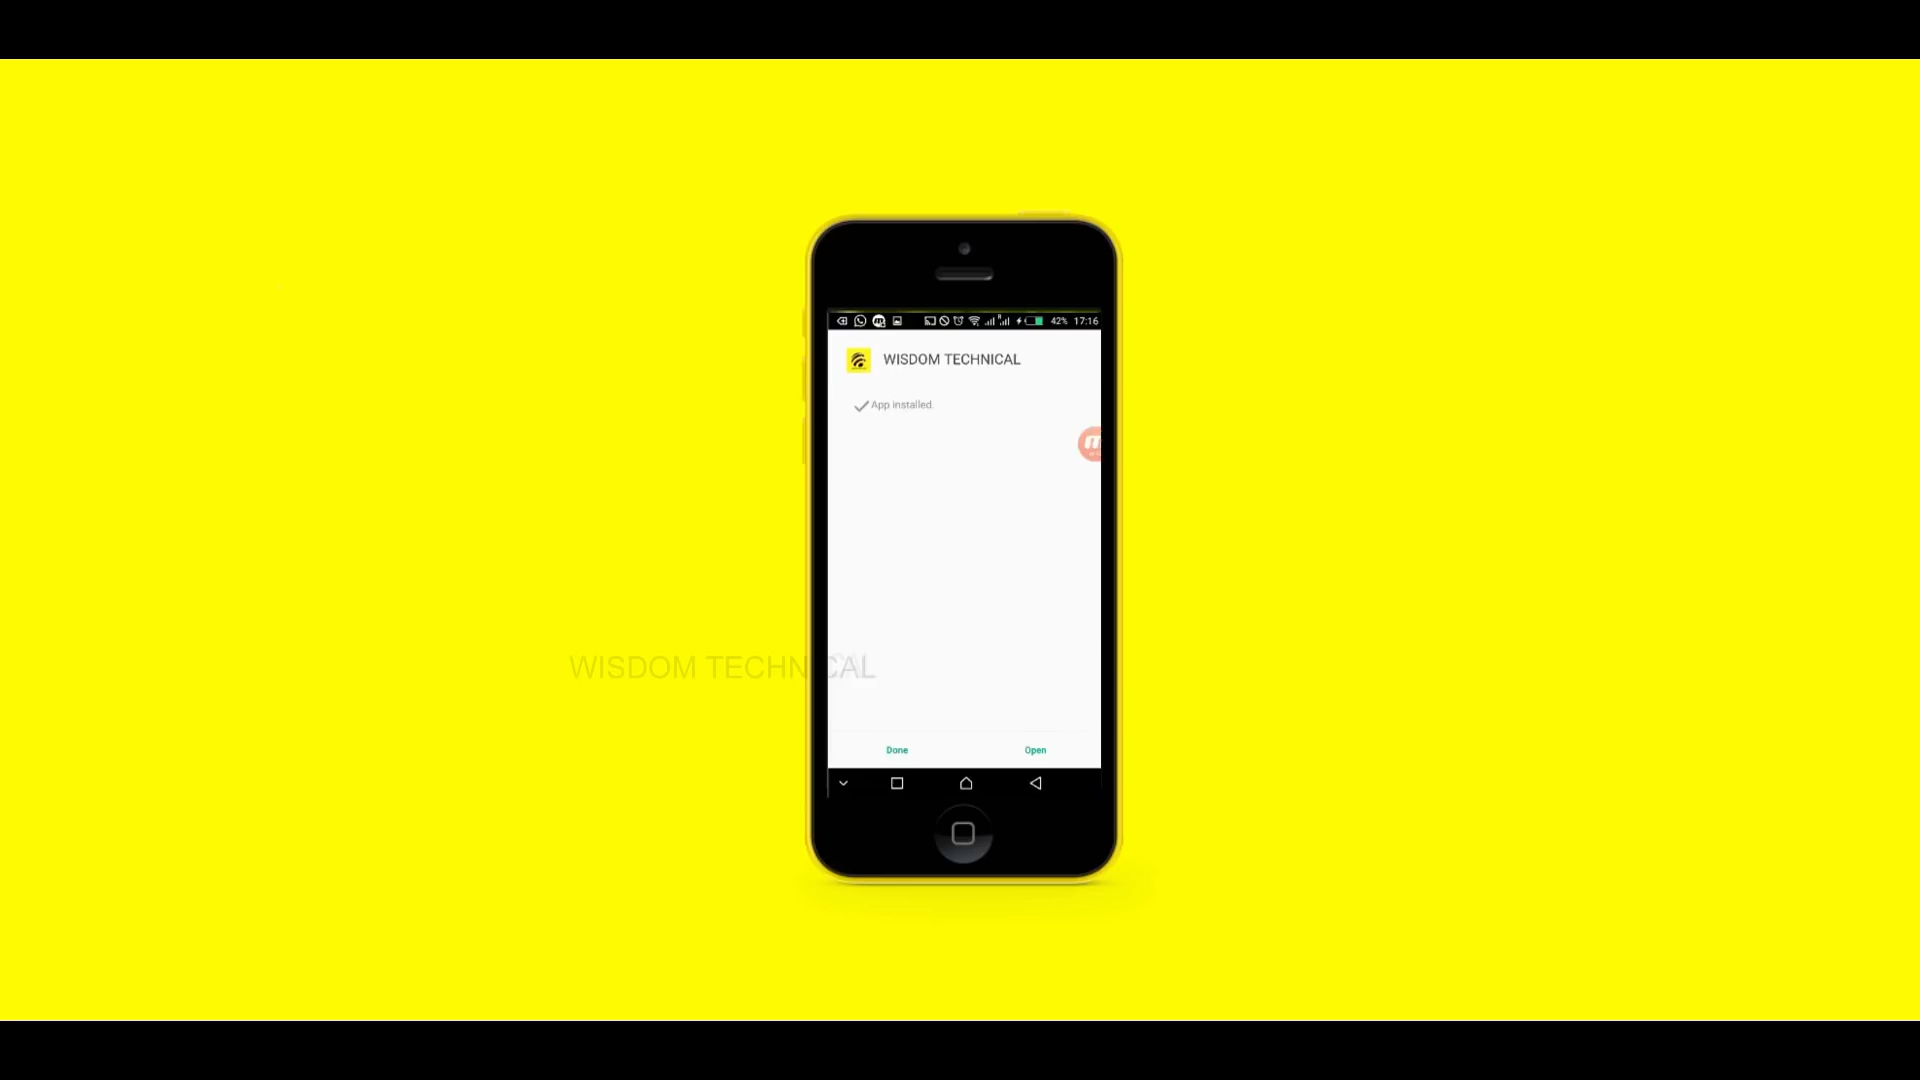 42% 17:16
WISDOM TECHNICAL
App installed.
WISDOM TECHNICAL
Done Open